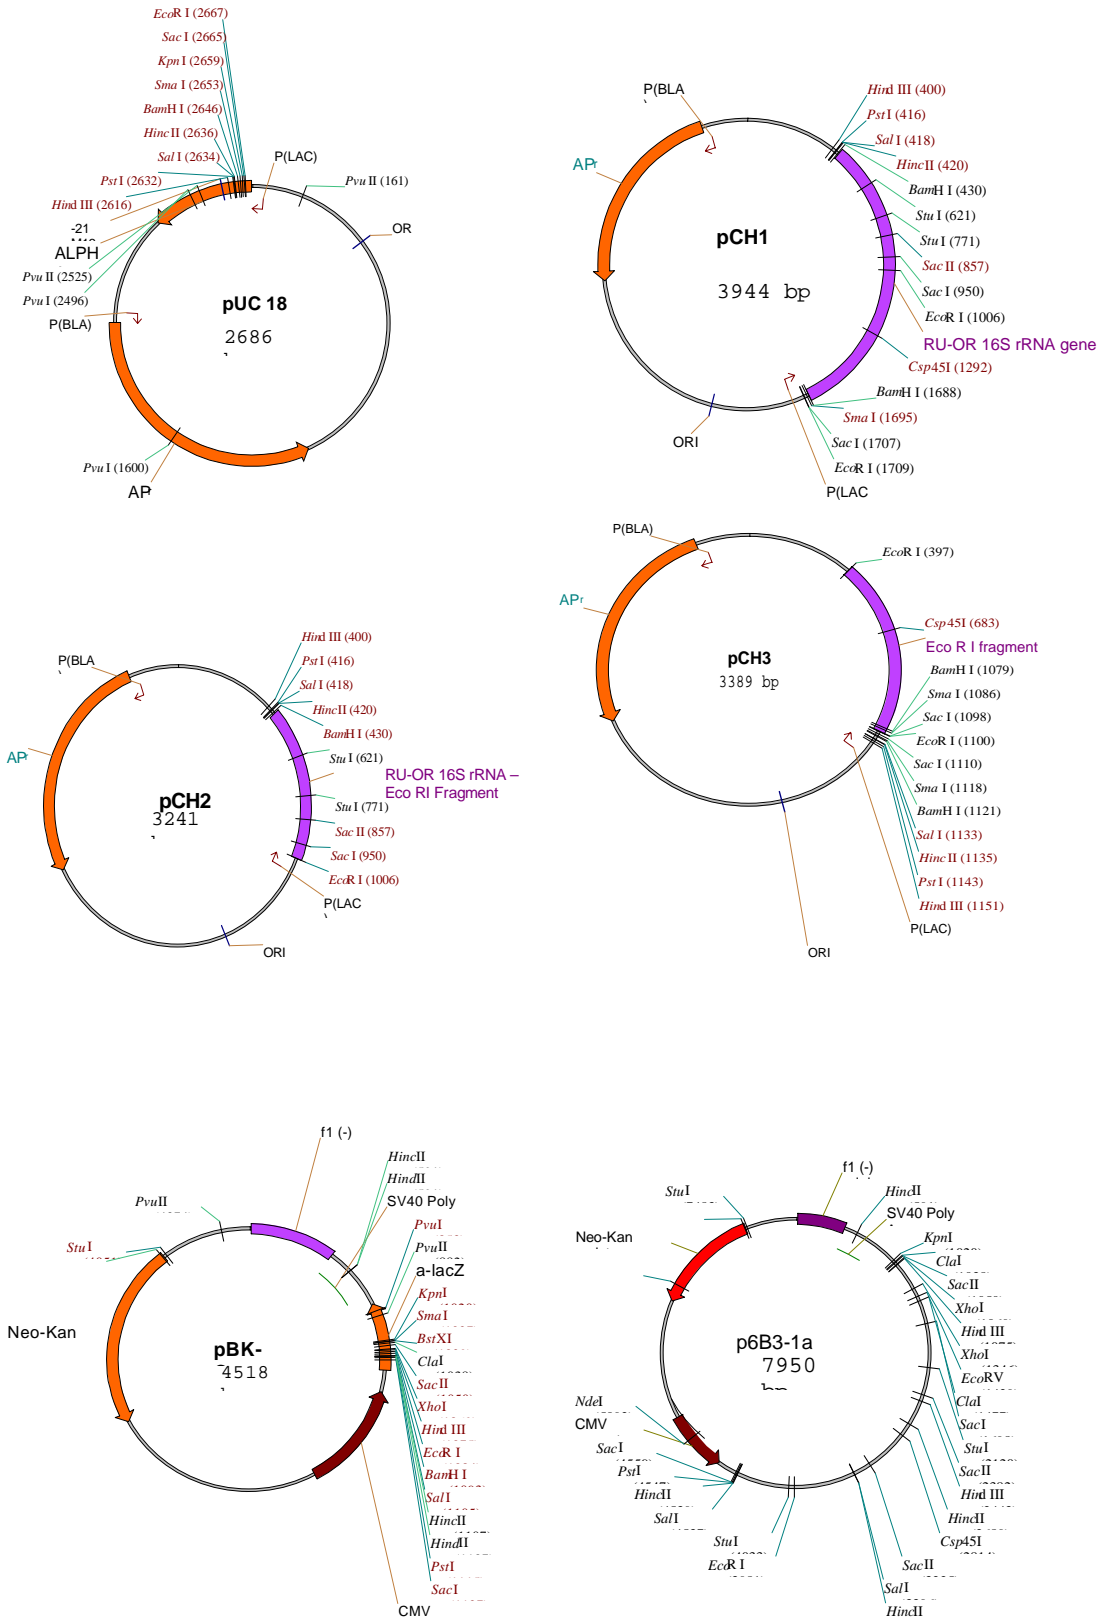 EcoR I (2667)
Sac I (2665)
Kpn I (2659)
Sma I (2653)
BamH I (2646)
Hinc II (2636)
Sal I (2634)
Pst I (2632)
Hind III (2616)
-21
ALPH
Pvu II (2525)
Pvu I (2496)
P(BLA)
P(LAC)
Pvu II (161)
OR
pUC 18
2686
Pvu I (1600)
AP
P(BLA
APr
pCH1
3944 bp
Hind III (400)
Pst I (416)
Sal I (418)
Hinc II (420)
BamH I (430)
Stu I (621)
Stu I (771)
Sac II (857)
Sac I (950)
EcoR I (1006)
RU-OR 16S rRNA gene
Csp45I (1292)
BamH I (1688)
Sma I (1695)
Sac I (1707)
EcoR I (1709)
P(LAC
ORI
P(BLA
AP
pCH2
3241
Hind III (400)
Pst I (416)
Sal I (418)
Hinc II (420)
BamH I (430)
Stu I (621)
RU-OR 16S rRNA –
Eco RI Fragment
Stu I (771)
Sac II (857)
Sac I (950)
EcoR I (1006)
P(LAC
ORI
P(BLA)
APr
pCH3
3389 bp
EcoR I (397)
Csp45I (683)
Eco R I fragment
BamH I (1079)
Sma I (1086)
Sac I (1098)
EcoR I (1100)
Sac I (1110)
Sma I (1118)
BamH I (1121)
Sal I (1133)
Hinc II (1135)
Pst I (1143)
Hind III (1151)
P(LAC)
ORI
f1 (-)
PvuII
StuI
Neo-Kan
pBK-
4518
HincII
HindII
SV40 Poly
PvuI
PvuII
a-lacZ
KpnI
SmaI
BstXI
ClaI
SacII
XhoI
Hind III
EcoR I
BamH I
SalI
HincII
HindII
PstI
SacI
CMV
f1 (-)
StuI
Neo-Kan
p6B3-1a
7950
HincII
SV40 Poly
KpnI
ClaI
SacII
XhoI
Hind III
XhoI
EcoRV
ClaI
SacI
StuI
SacII
Hind III
HincII
Csp45I
SacII
SalI
HincII
NdeI
CMV
SacI
PstI
HincII
SalI
StuI
EcoR I